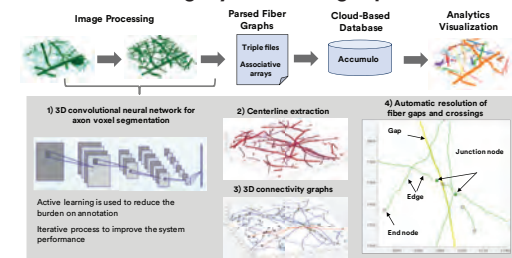 Image Processing
Parsed Fiber
Graphs
Cloud-Based
Database
Analytics
Visualization
Triple files
Associative
arrays
Accumulo
1) 3D convolutional neural network for
axon voxel segmentation
Active learning is used to reduce the
burden on annotation
Iterative process to improve the system
performance
2) Centerline extraction
3) 3D connectivity graphs
4) Automatic resolution of
fiber gaps and crossings
Gap
Junction node
Edge
End node